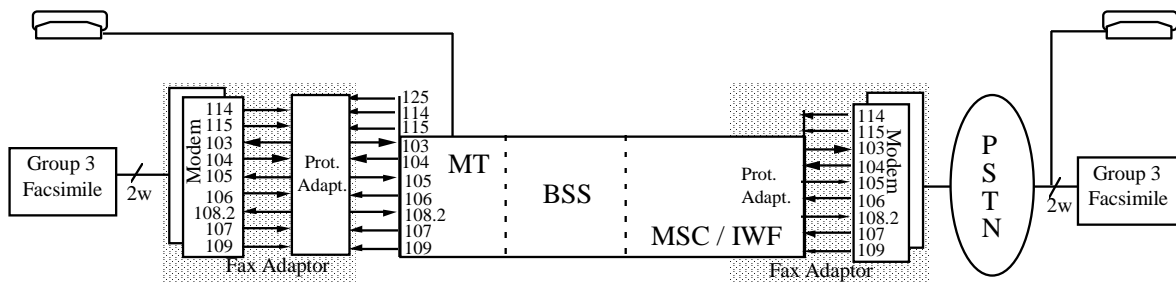 Group 3
Facsimile
2w
Modem
114
115
103
104
105
106
108.2
107
109
Prot.
Adapt.
Fax Adaptor
125
114
115
103
104
105
106
108.2
107
109
MT
BSS
MSC / IWF
Prot.
Adapt.
114
115
103
104
105
106
108.2
107
109
Modem
Fax Adaptor
PSTN
2w
Group 3
Facsimile